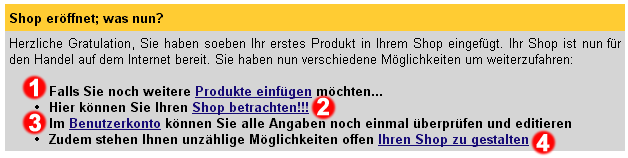 Shop eröffnet; was nun?
Herzliche Gratulation, Sie haben soeben Ihr erstes Produkt in Ihrem Shop eingefügt. Ihr Shop ist nun für
den Handel auf dem Internet bereit. Sie haben nun verschiedene Möglichkeiten um weiterzufahren:
1 Falls Sie noch weitere Produkte einfügen möchten...
• Hier können Sie Ihren Shop betrachten!!! 2
3 Im Benutzerkonto können Sie alle Angaben noch einmal überprüfen und editieren
• Zudem stehen Ihnen unzählige Möglichkeiten offen Ihren Shop zu gestalten 4